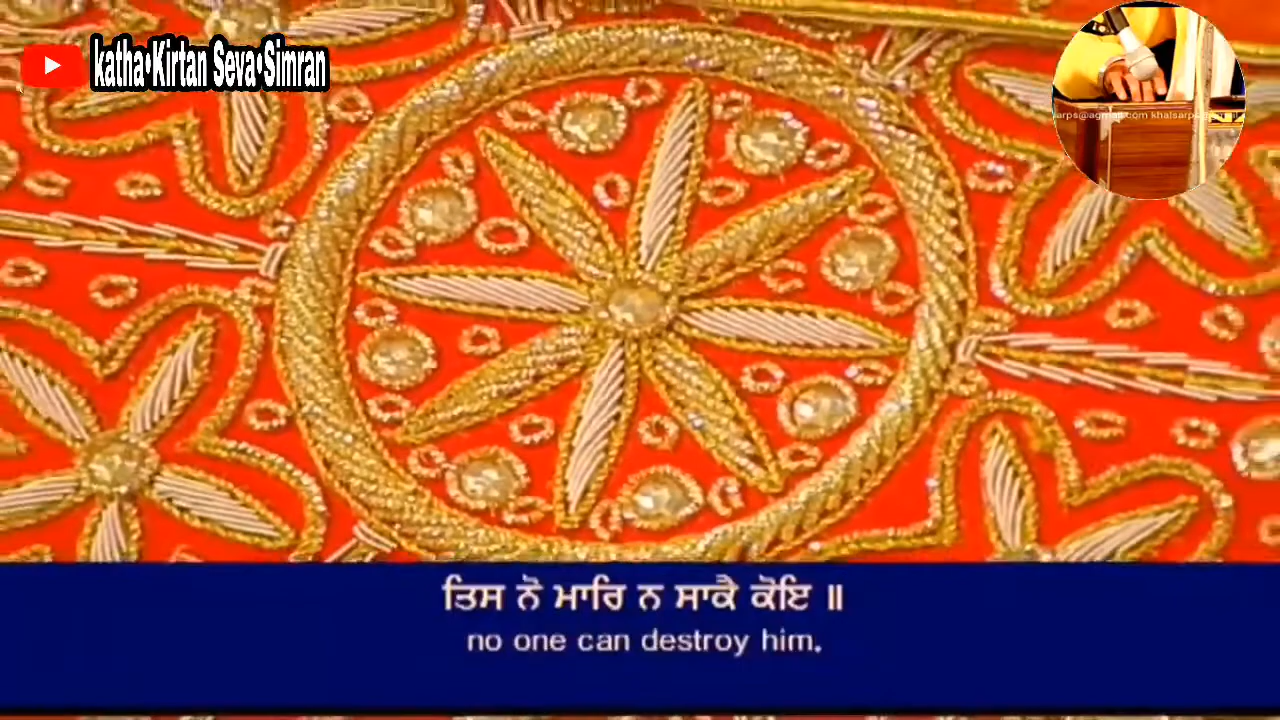 katha•Kirtan Seva•Simran
ਤਿਸ ਨੋ ਮਾਰਿ ਨ ਸਾਕੈ ਕੋਇ ॥
no one can destroy him.